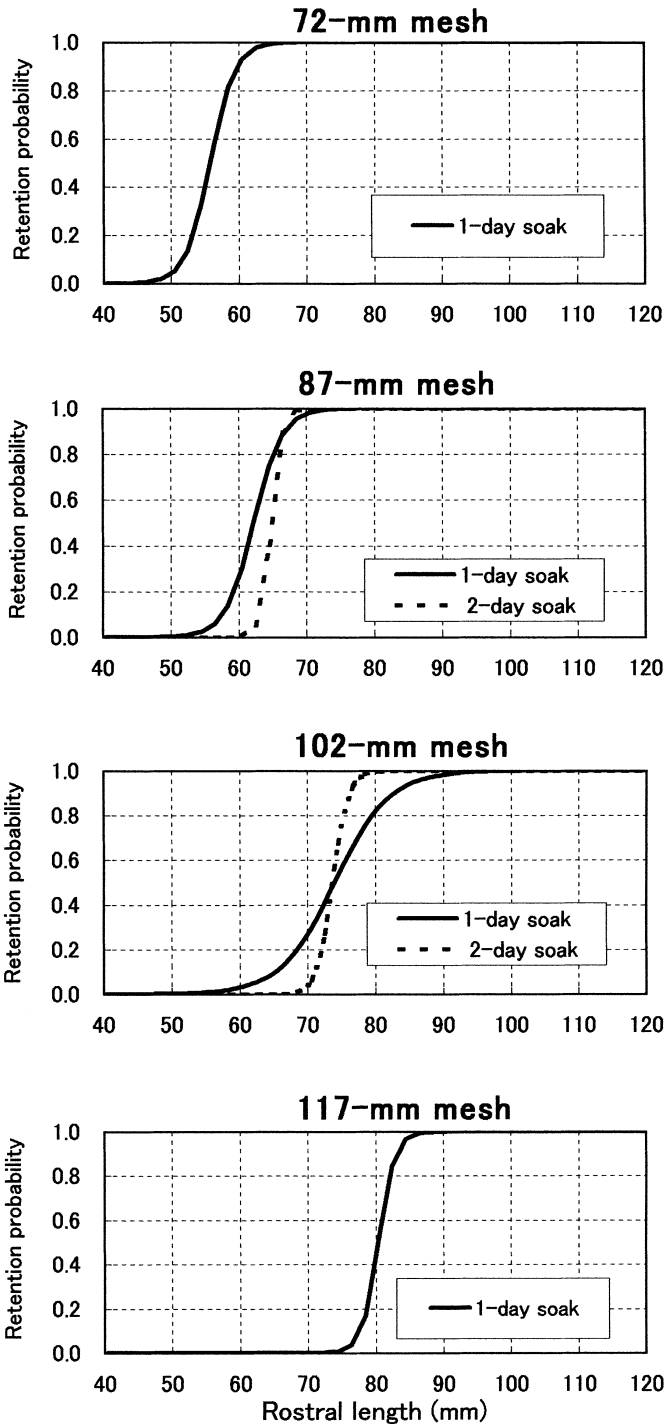 72-mm mesh
Retention probability
1.0
0.8
0.6
0.4
0.2
0.0
1-day soak
40 50 60 70 80 90 100 110 120
87-mm mesh
Retention probability
1.0
0.8
0.6
0.4
0.2
0.0
1-day soak
2-day soak
40 50 60 70 80 90 100 110 120
102-mm mesh
Retention probability
1.0
0.8
0.6
0.4
0.2
0.0
1-day soak
2-day soak
40 50 60 70 80 90 100 110 120
117-mm mesh
Retention probability
1.0
0.8
0.6
0.4
0.2
0.0
1-day soak
40 50 60 70 80 90 100 110 120
Rostral length (mm)